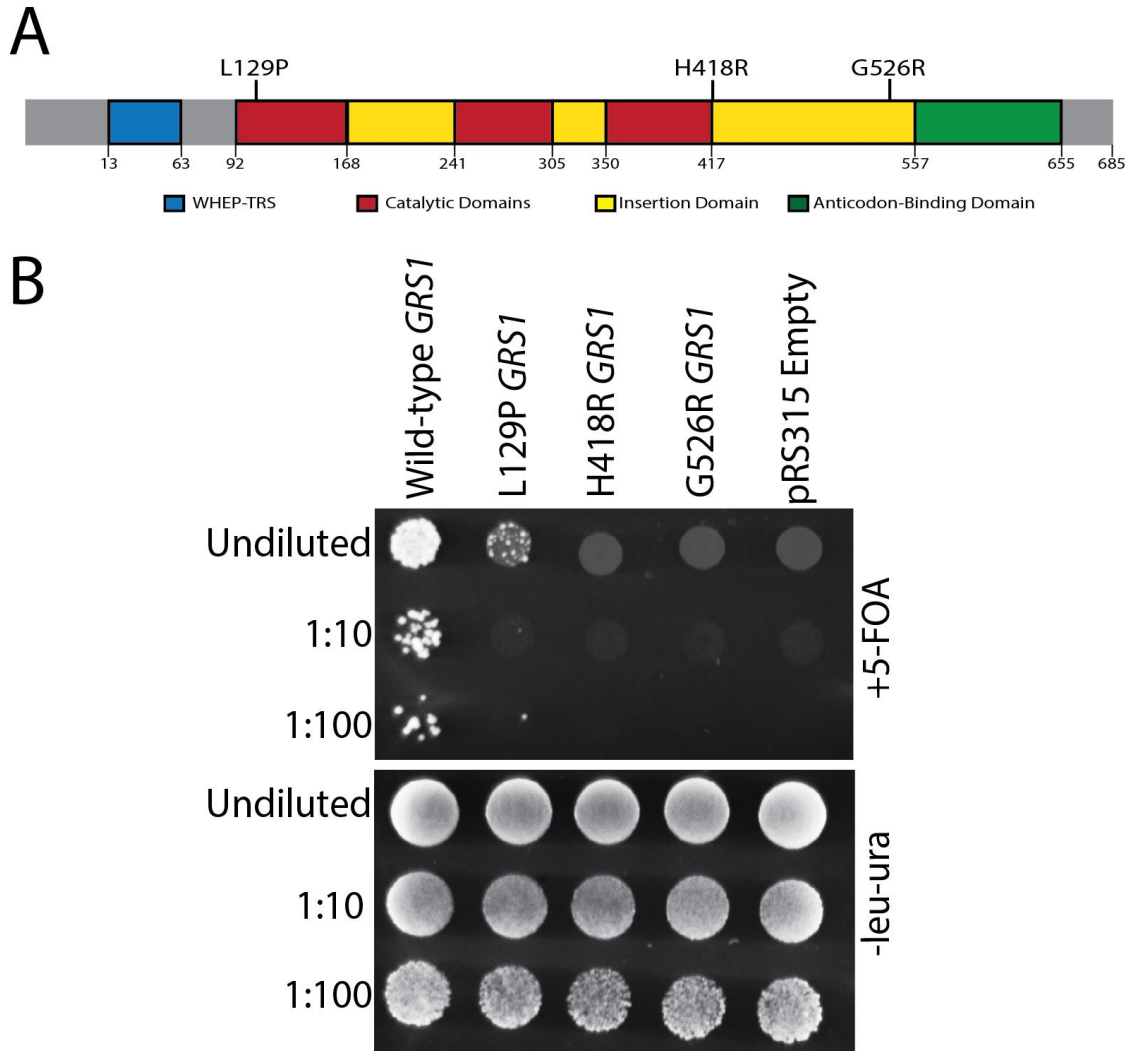 A
L129P H418R G526R
13 63 92 168 241 305 350 417 557 655 685
WHEP-TRS Catalytic Domains Insertion Domain Anticodon-Binding Domain
B
Wild-type GRS1
L129P GRS1
H418R GRS1
G526R GRS1
pRS315 Empty
Undiluted
1:10
1:100
+5-FOA
Undiluted
1:10
1:100
-leu-ura